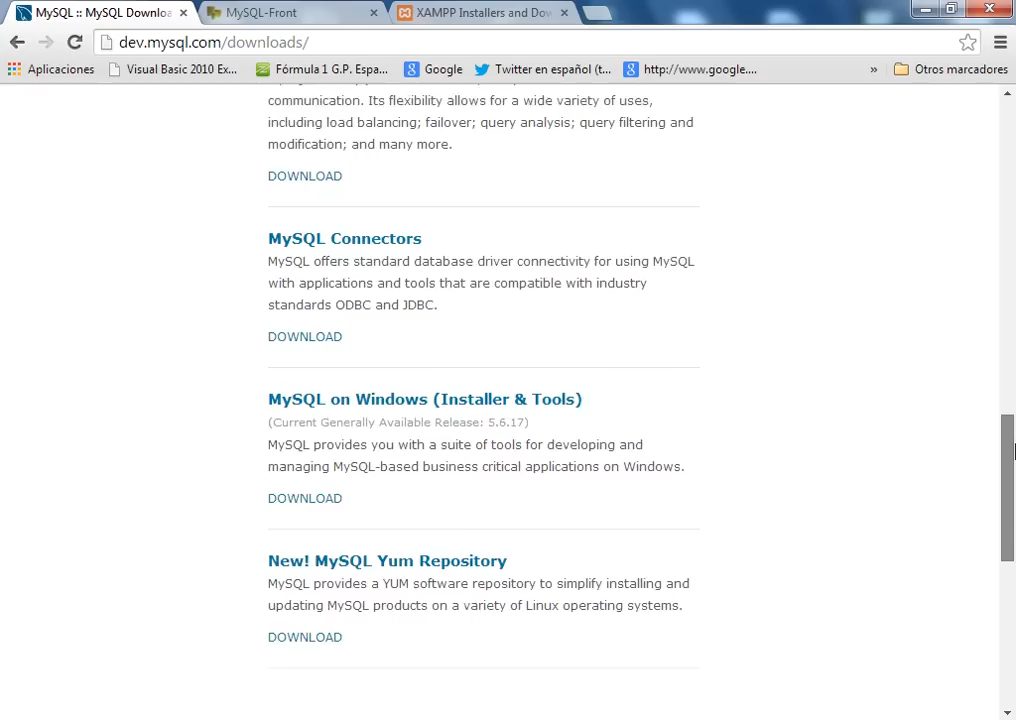 MySQL :: MySQL Downloa
MySQL-Front
XAMPP Installers and Dow
dev.mysql.com/downloads/
Aplicaciones
Visual Basic 2010 Ex...
Fórmula 1 G.P. Espa...
Google
Twitter en español (t...
http://www.google....
»
Otros marcadores
communication. Its flexibility allows for a wide variety of uses,
including load balancing; failover; query analysis; query filtering and
modification; and many more.
DOWNLOAD
MySQL Connectors
MySQL offers standard database driver connectivity for using MySQL
with applications and tools that are compatible with industry
standards ODBC and JDBC.
DOWNLOAD
MySQL on Windows (Installer & Tools)
(Current Generally Available Release: 5.6.17)
MySQL provides you with a suite of tools for developing and
managing MySQL-based business critical applications on Windows.
DOWNLOAD
New! MySQL Yum Repository
MySQL provides a YUM software repository to simplify installing and
updating MySQL products on a variety of Linux operating systems.
DOWNLOAD